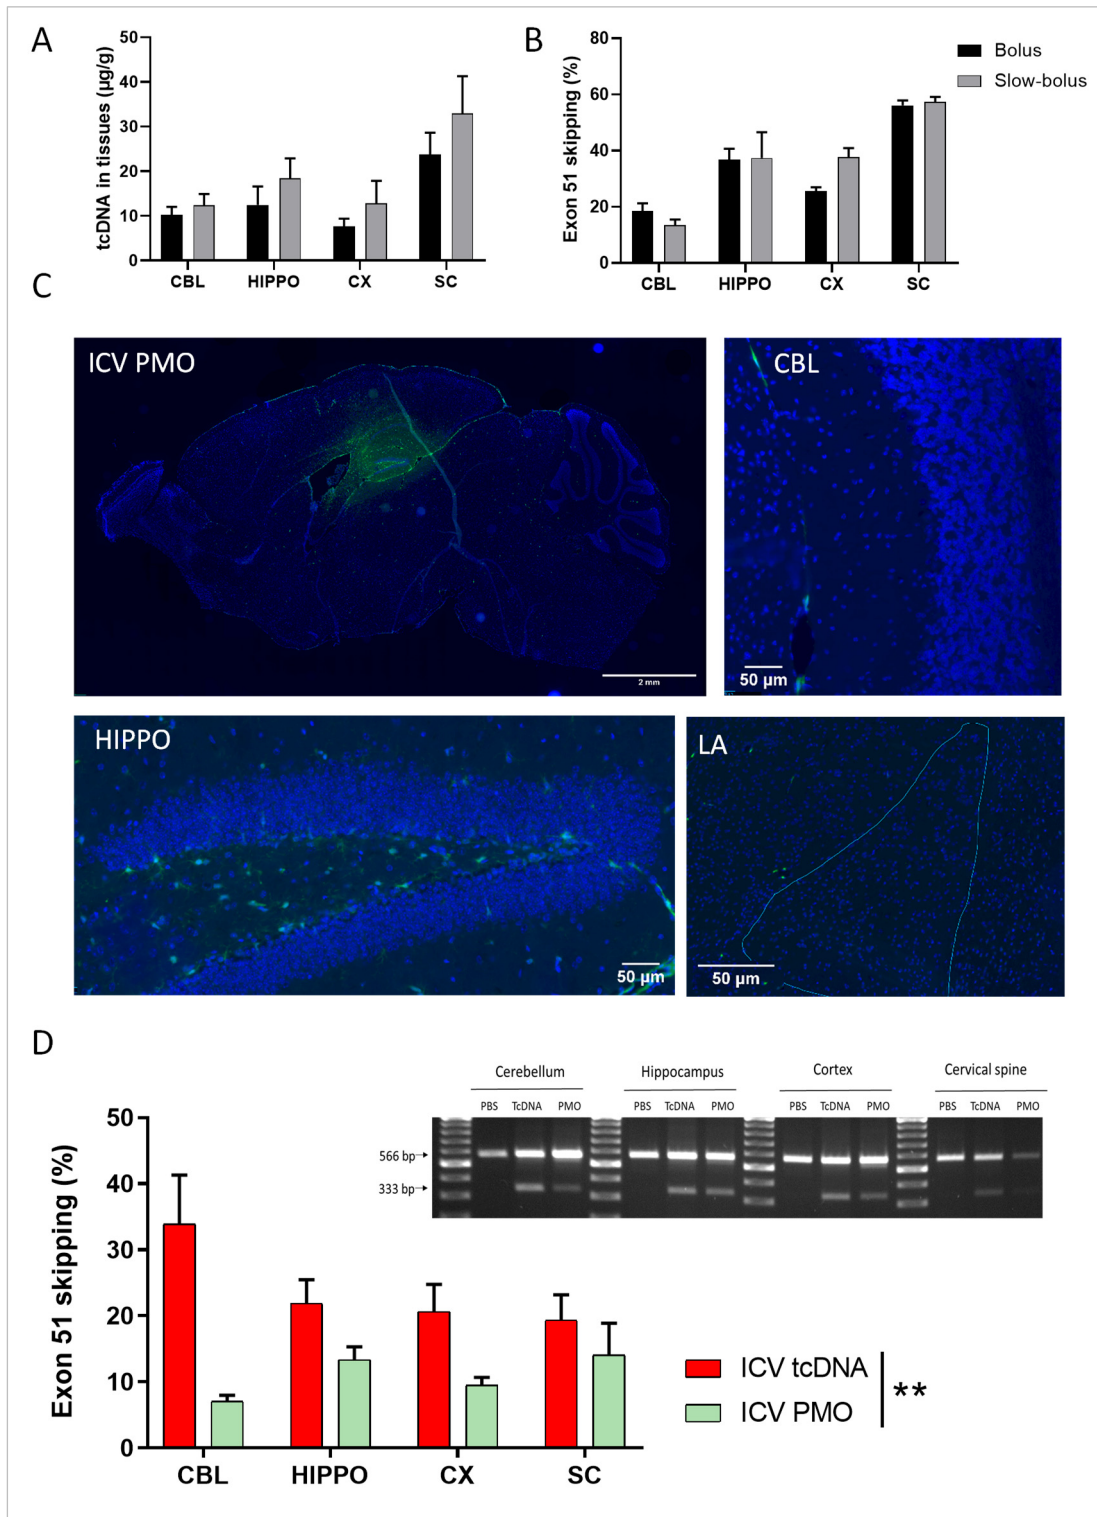 A
tcDNA in tissues (µg/g)
50
40
30
20
10
0
CBL
HIPPO
CX
SC
B
Exon 51 skipping (%)
80
60
40
20
0
CBL
HIPPO
CX
SC
Bolus
Slow-bolus
C
ICV PMO
2 mm
CBL
50 µm
HIPPO
50 µm
LA
50 µm
D
Cerebellum
Hippocampus
Cortex
Cervical spine
PBS TcDNA PMO
PBS TcDNA PMO
PBS TcDNA PMO
PBS TcDNA PMO
566 bp
333 bp
Exon 51 skipping (%)
50
40
30
20
10
0
CBL
HIPPO
CX
SC
ICV tcDNA
ICV PMO
**